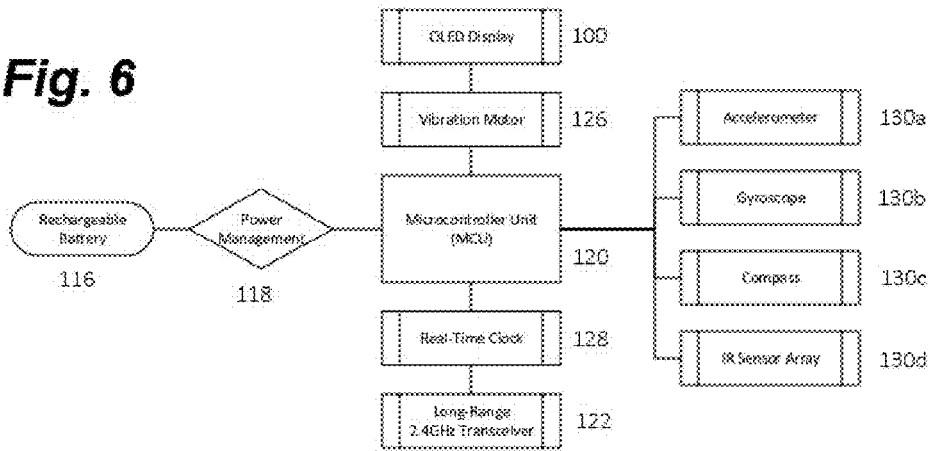 Fig. 6
OLED Display
100
Vibration Motor
126
Accelerometer
130a
Gyroscope
130b
Rechargeable
Battery
116
Power
Management
118
Microcontroller Unit
(MCU)
120
Compass
130c
Real-Time Clock
128
IR Sensor Array
130d
Long-Range
2.4GHz Transceiver
122